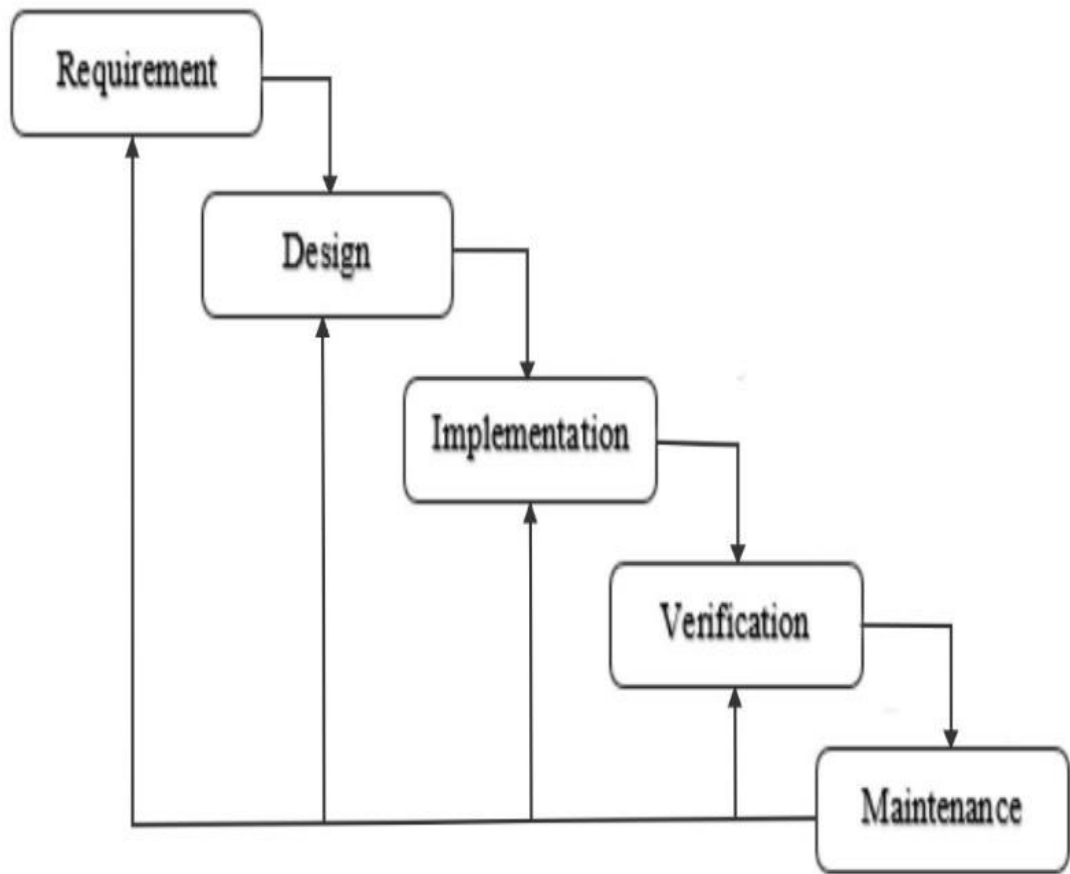 Requirement
Design
Implementation
Verification
Maintenance